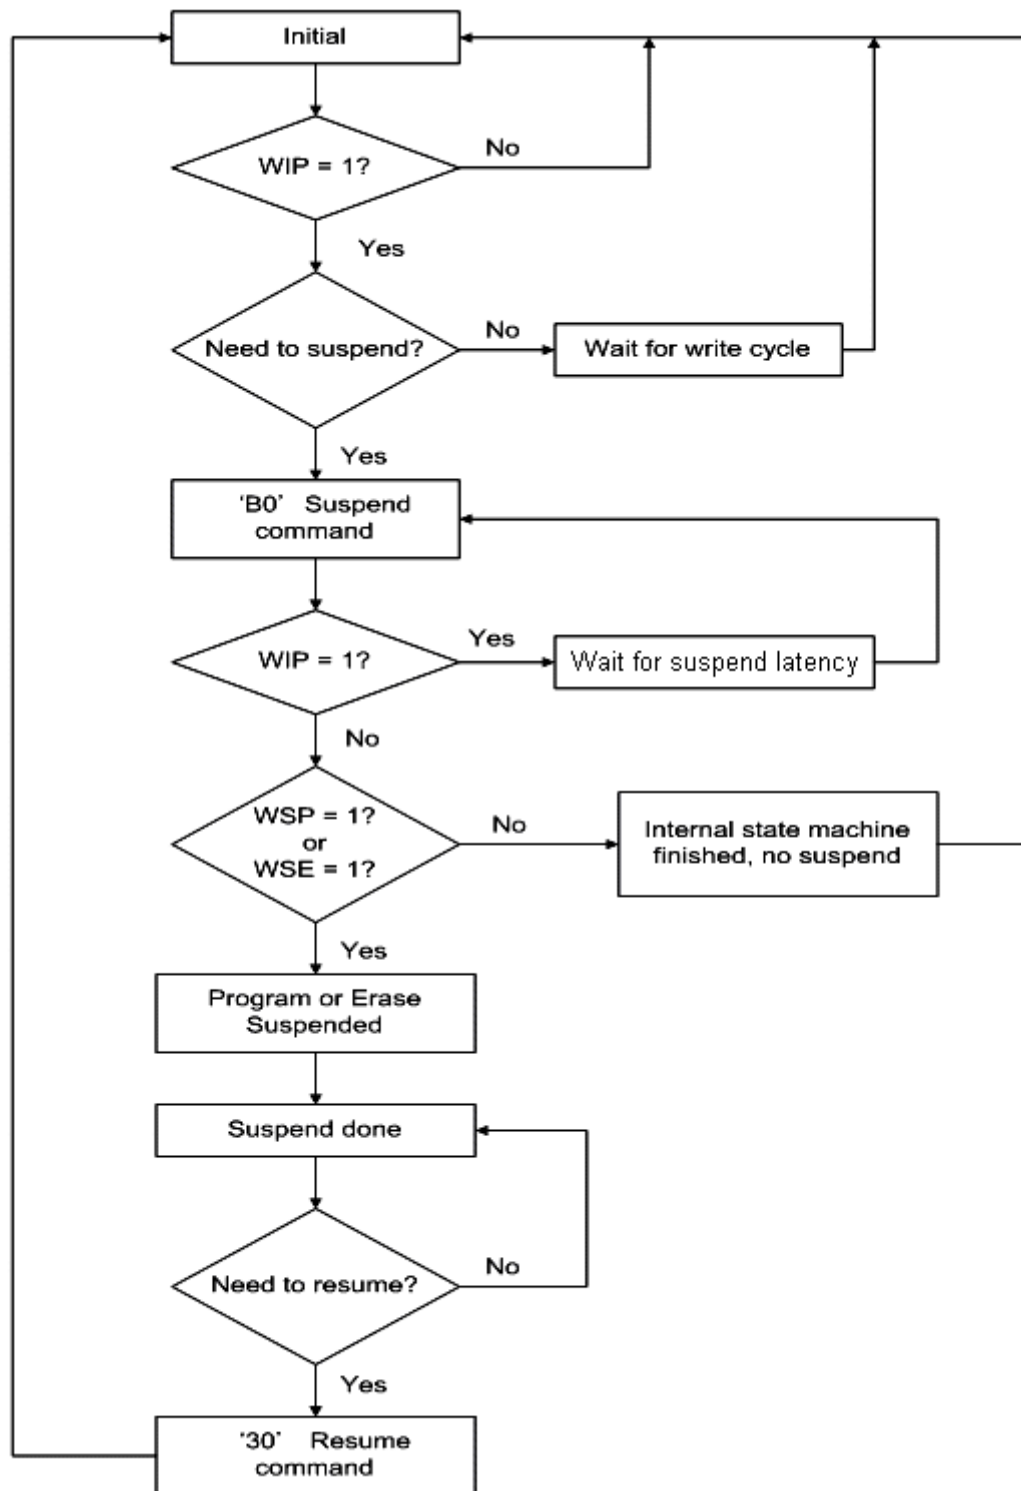 Initial
WIP = 1?
No
Yes
Need to suspend?
No
Wait for write cycle
Yes
‘B0’ Suspend
command
WIP = 1?
Yes
Wait for suspend latency
No
WSP = 1?
or
WSE = 1?
No
Internal state machine
finished, no suspend
Yes
Program or Erase
Suspended
Suspend done
Need to resume?
No
Yes
‘30’ Resume
command